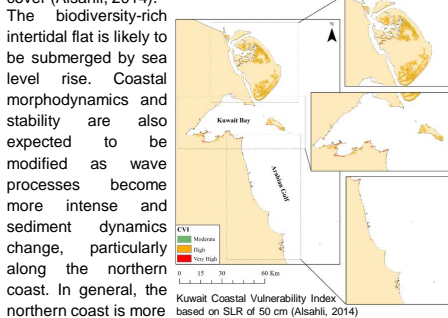 cover (Alsahli, 2014).
The biodiversity-rich
intertidal flat is likely to
be submerged by sea
level rise. Coastal
morphodynamics and
stability are also
expected to be
modified as wave
processes become
more intense and
sediment dynamics
change, particularly
along the northern
coast. In general, the
northern coast is more
N
Kuwait Bay
Arabian Gulf
CVI
Moderate
High
Very High
0 15 30 60 Km
Kuwait Coastal Vulnerability Index
based on SLR of 50 cm (Alsahli, 2014)